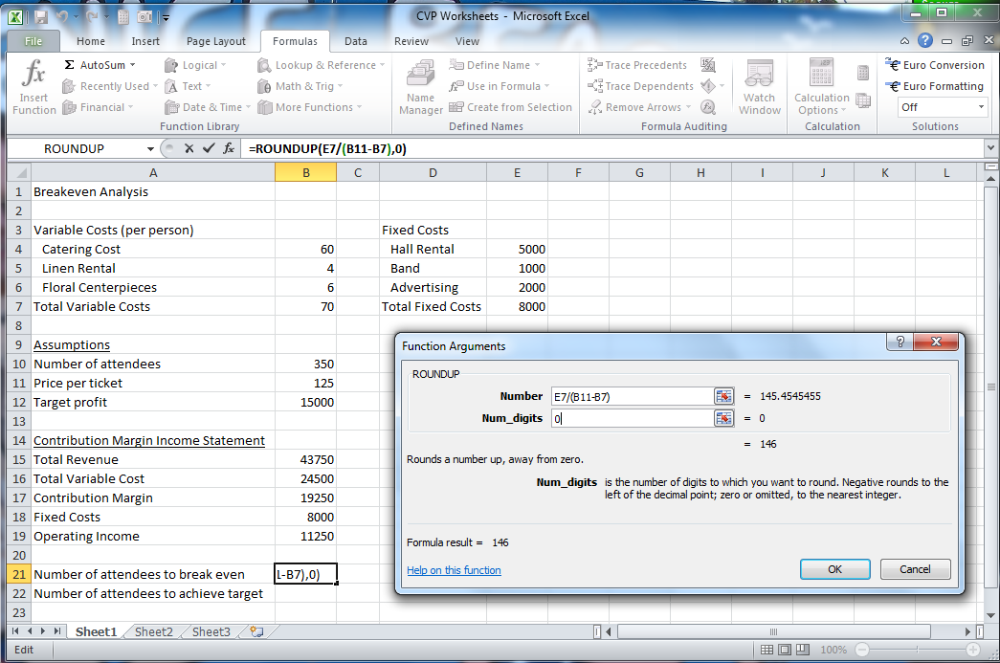 CVP Worksheets - Microsoft Excel
File Home Insert Page Layout Formulas Data Review View
Insert Function
Σ AutoSum
Recently Used
Financial
Logical
Text
Date & Time
Lookup & Reference
Math & Trig
More Functions
Function Library
Name Manager
Define Name
Use in Formula
Create from Selection
Defined Names
Trace Precedents
Trace Dependents
Remove Arrows
Formula Auditing
Watch Window
Calculation Options
Calculation
Euro Conversion
Euro Formatting
Off
Solutions
ROUNDUP fx =ROUNDUP(E7/(B11-B7),0)
A B C D E F G H I J K L
1 Breakeven Analysis
2
3 Variable Costs (per person) Fixed Costs
4 Catering Cost 60 Hall Rental 5000
5 Linen Rental 4 Band 1000
6 Floral Centerpieces 6 Advertising 2000
7 Total Variable Costs 70 Total Fixed Costs 8000
8
9 Assumptions
10 Number of attendees 350
11 Price per ticket 125
12 Target profit 15000
13
14 Contribution Margin Income Statement
15 Total Revenue 43750
16 Total Variable Cost 24500
17 Contribution Margin 19250
18 Fixed Costs 8000
19 Operating Income 11250
20
21 Number of attendees to break even L-B7),0)
22 Number of attendees to achieve target
23
Function Arguments
ROUNDUP
Number E7/(B11-B7) = 145.4545455
Num_digits 0 = 0
= 146
Rounds a number up, away from zero.
Num_digits is the number of digits to which you want to round. Negative rounds to the
left of the decimal point; zero or omitted, to the nearest integer.
Formula result = 146
Help on this function OK Cancel
Sheet1 Sheet2 Sheet3
Edit 100%